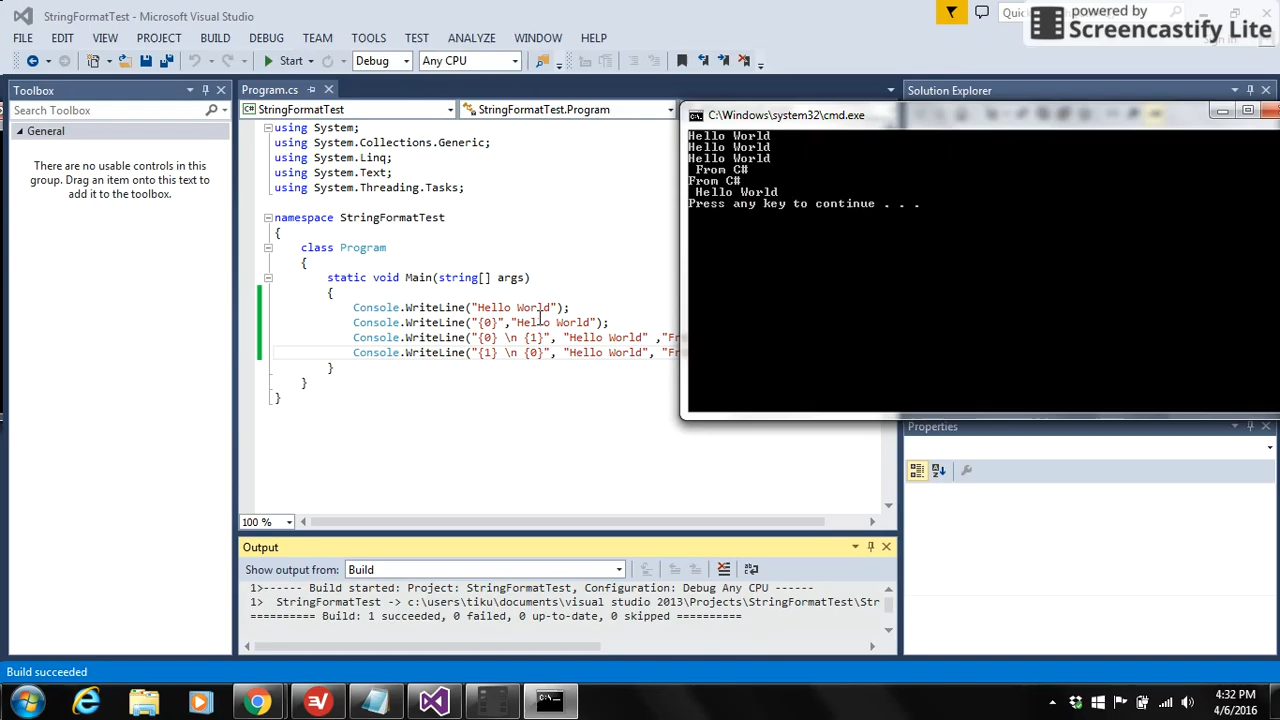 StringFormatTest - Microsoft Visual Studio
powered by
Screencastify Lite
FILE EDIT VIEW PROJECT BUILD DEBUG TEAM TOOLS TEST ANALYZE WINDOW HELP
Start Debug Any CPU
Toolbox
Search Toolbox
General
There are no usable controls in this
group. Drag an item onto this text to
add it to the toolbox.
Program.cs
StringFormatTest StringFormatTest.Program
using System;
using System.Collections.Generic;
using System.Linq;
using System.Text;
using System.Threading.Tasks;
namespace StringFormatTest
{
class Program
{
static void Main(string[] args)
{
Console.WriteLine("Hello World");
Console.WriteLine("{0}","Hello World");
Console.WriteLine("{0} \n {1}", "Hello World" ,"Fr
Console.WriteLine("{1} \n {0}", "Hello World", "Fr
}
}
}
100 %
Solution Explorer
C:\Windows\system32\cmd.exe
Hello World
Hello World
Hello World
From C#
From C#
Hello World
Press any key to continue . . .
Properties
Output
Show output from: Build
1>------ Build started: Project: StringFormatTest, Configuration: Debug Any CPU ------
1> StringFormatTest -> c:\users\tiku\documents\visual studio 2013\Projects\StringFormatTest\Str
========== Build: 1 succeeded, 0 failed, 0 up-to-date, 0 skipped ==========
Build succeeded
4:32 PM
4/6/2016